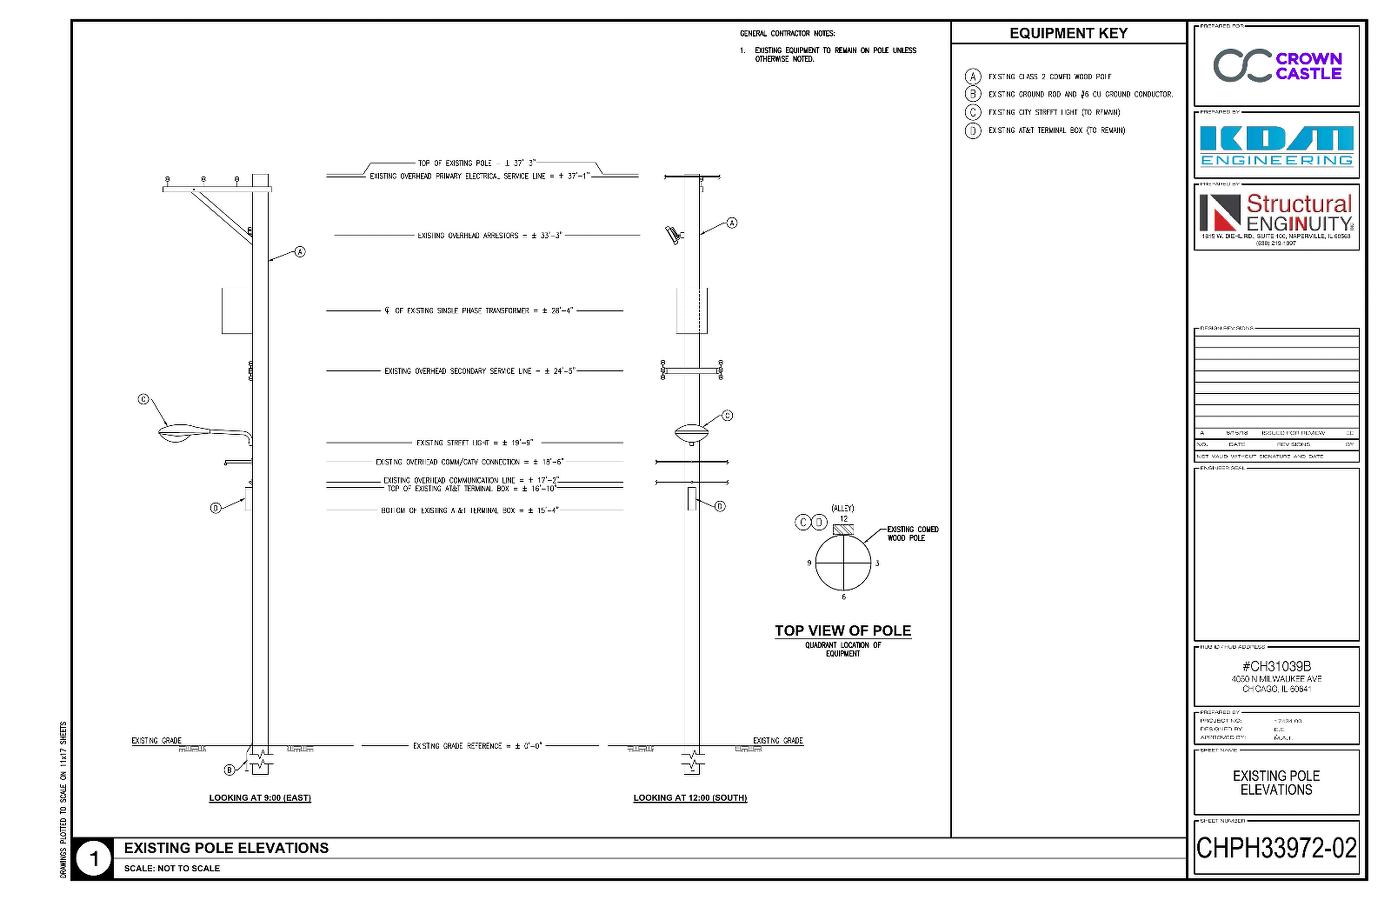 GENERAL CONTRACTOR NOTES:
1. EXISTING EQUIPMENT TO REMAIN ON POLE UNLESS
OTHERWISE NOTED.
EQUIPMENT KEY
A EXISTING CLASS 2 COMED WOOD POLE
B EXISTING GROUND ROD AND #6 CU GROUND CONDUCTOR.
C EXISTING CITY STREET LIGHT (TO REMAIN)
D EXISTING AT&T TERMINAL BOX (TO REMAIN)
TOP OF EXISTING POLE - ± 37' 3"
EXISTING OVERHEAD PRIMARY ELECTRICAL SERVICE LINE = ± 37'-1"
EXISTING OVERHEAD ARRESTORS = ± 33'-3"
A
A
℄ OF EXISTING SINGLE PHASE TRANSFORMER = ± 28'-4"
EXISTING OVERHEAD SECONDARY SERVICE LINE = ± 24'-5"
C
C
EXISTING STREET LIGHT = ± 19'-9"
EXISTING OVERHEAD COMM/CATV CONNECTION = ± 18'-6"
EXISTING OVERHEAD COMMUNICATION LINE = ± 17'-2"
TOP OF EXISTING AT&T TERMINAL BOX = ± 16'-10"
D
D
BOTTOM OF EXISTING AT&T TERMINAL BOX = ± 15'-4"
(ALLEY)
C D 12
EXISTING COMED
WOOD POLE
9 3
6
TOP VIEW OF POLE
QUADRANT LOCATION OF
EQUIPMENT
EXISTING GRADE
EXISTING GRADE REFERENCE = ± 0'-0"
EXISTING GRADE
B
LOOKING AT 9:00 (EAST)
LOOKING AT 12:00 (SOUTH)
DRAWINGS PLOTTED TO SCALE ON 11x17 SHEETS
1 EXISTING POLE ELEVATIONS
SCALE: NOT TO SCALE
PREPARED FOR
CROWN
CASTLE
PREPARED BY
KDM
ENGINEERING
PREPARED BY
Structural
ENGINUITY INC
1815 W. DIEHL RD., SUITE 100, NAPERVILLE, IL 60563
DESIGN REVISIONS
A ISSUED FOR REVIEW
NO. DATE REVISIONS BY
NOT VALID WITHOUT SIGNATURE AND DATE
ENGINEER SEAL
HUB ID / HUB ADDRESS
#CH31039B
4050 N MILWAUKEE AVE
CHICAGO, IL 60641
PREPARED BY
PROJECT NO:
DESIGNED BY:
APPROVED BY:
SHEET NAME
EXISTING POLE
ELEVATIONS
SHEET NUMBER
CHPH33972-02